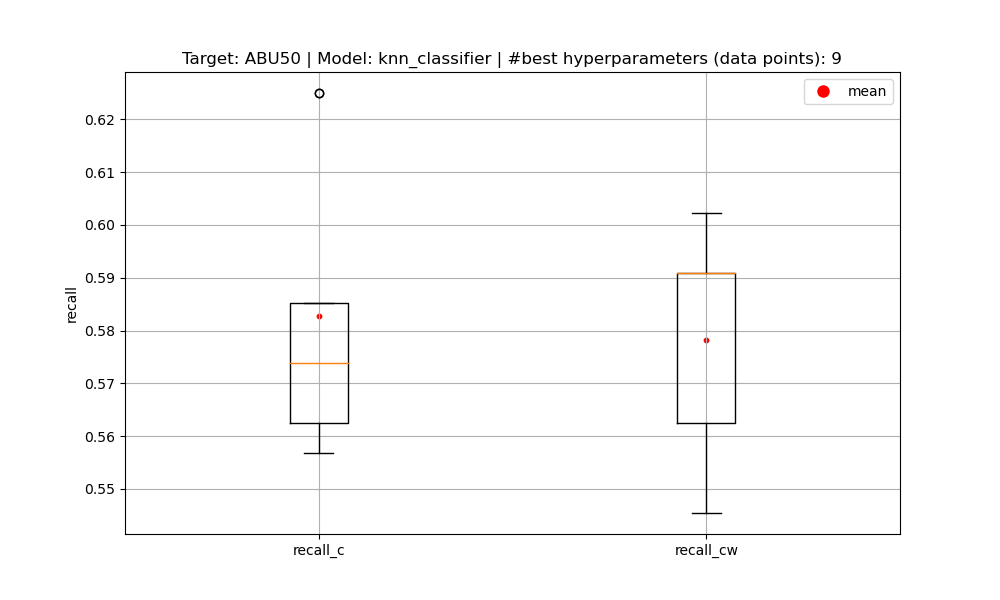 Target: ABU50 | Model: knn_classifier | #best hyperparameters (data points): 9
mean
0.62
0.61
0.60
0.59
0.58
0.57
0.56
0.55
recall
recall_c
recall_cw